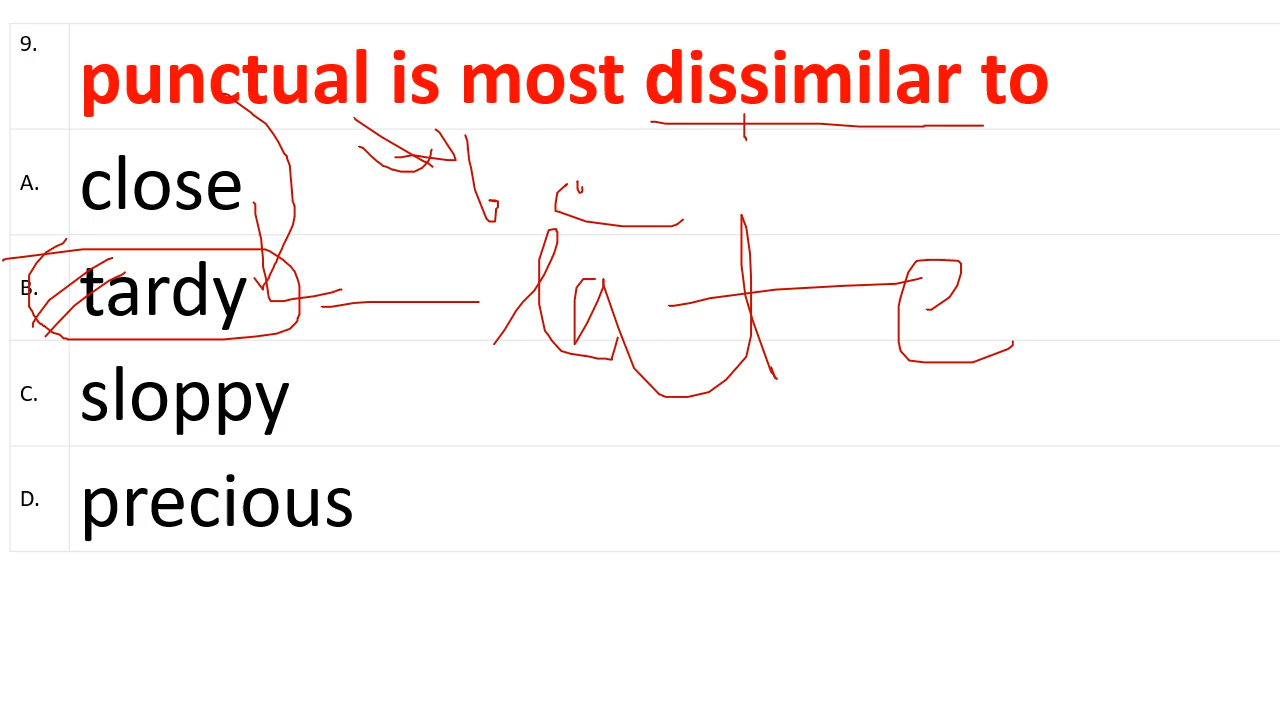 9. punctual is most dissimilar to
A. close
B. tardy
late
C. sloppy
D. precious